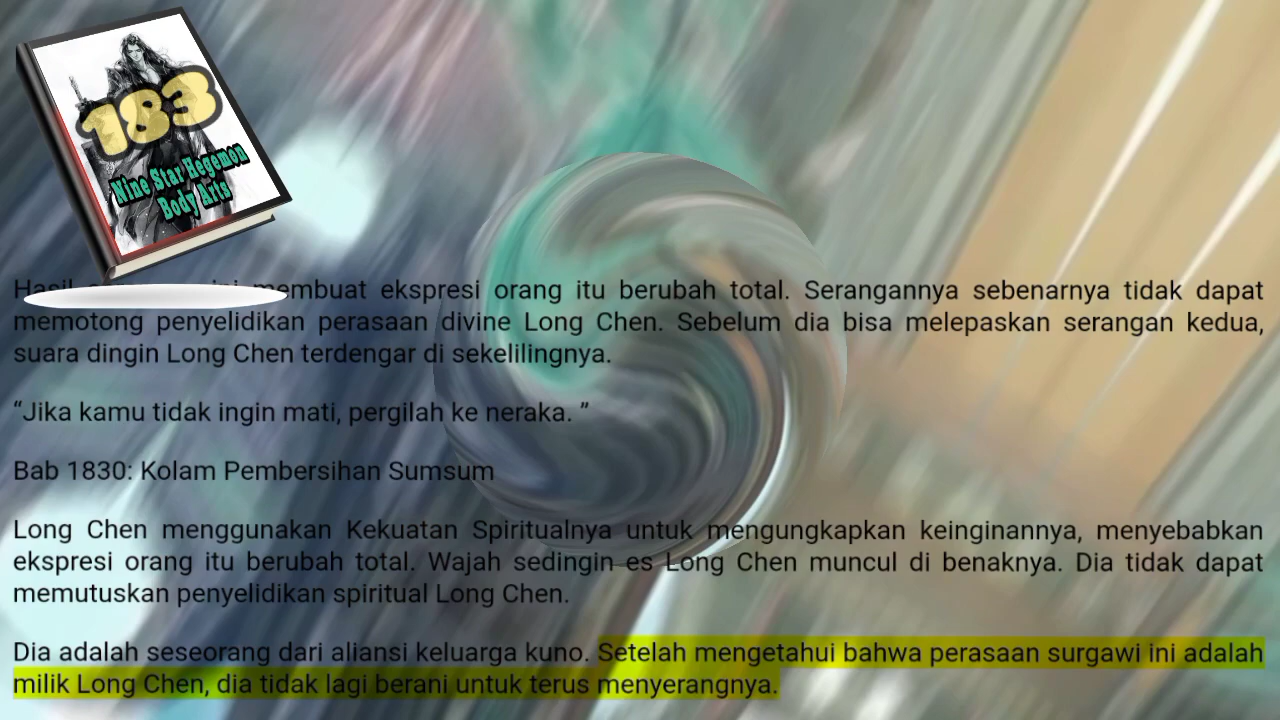 183
Nine Star Hegemon
Body Arts
membuat ekspresi orang itu berubah total. Serangannya sebenarnya tidak dapat
memotong penyelidikan perasaan divine Long Chen. Sebelum dia bisa melepaskan serangan kedua,
suara dingin Long Chen terdengar di sekelilingnya.
“Jika kamu tidak ingin mati, pergilah ke neraka. ”
Bab 1830: Kolam Pembersihan Sumsum
Long Chen menggunakan Kekuatan Spiritualnya untuk mengungkapkan keinginannya, menyebabkan
ekspresi orang itu berubah total. Wajah sedingin es Long Chen muncul di benaknya. Dia tidak dapat
memutuskan penyelidikan spiritual Long Chen.
Dia adalah seseorang dari aliansi keluarga kuno. Setelah mengetahui bahwa perasaan surgawi ini adalah
milik Long Chen, dia tidak lagi berani untuk terus menyerangnya.